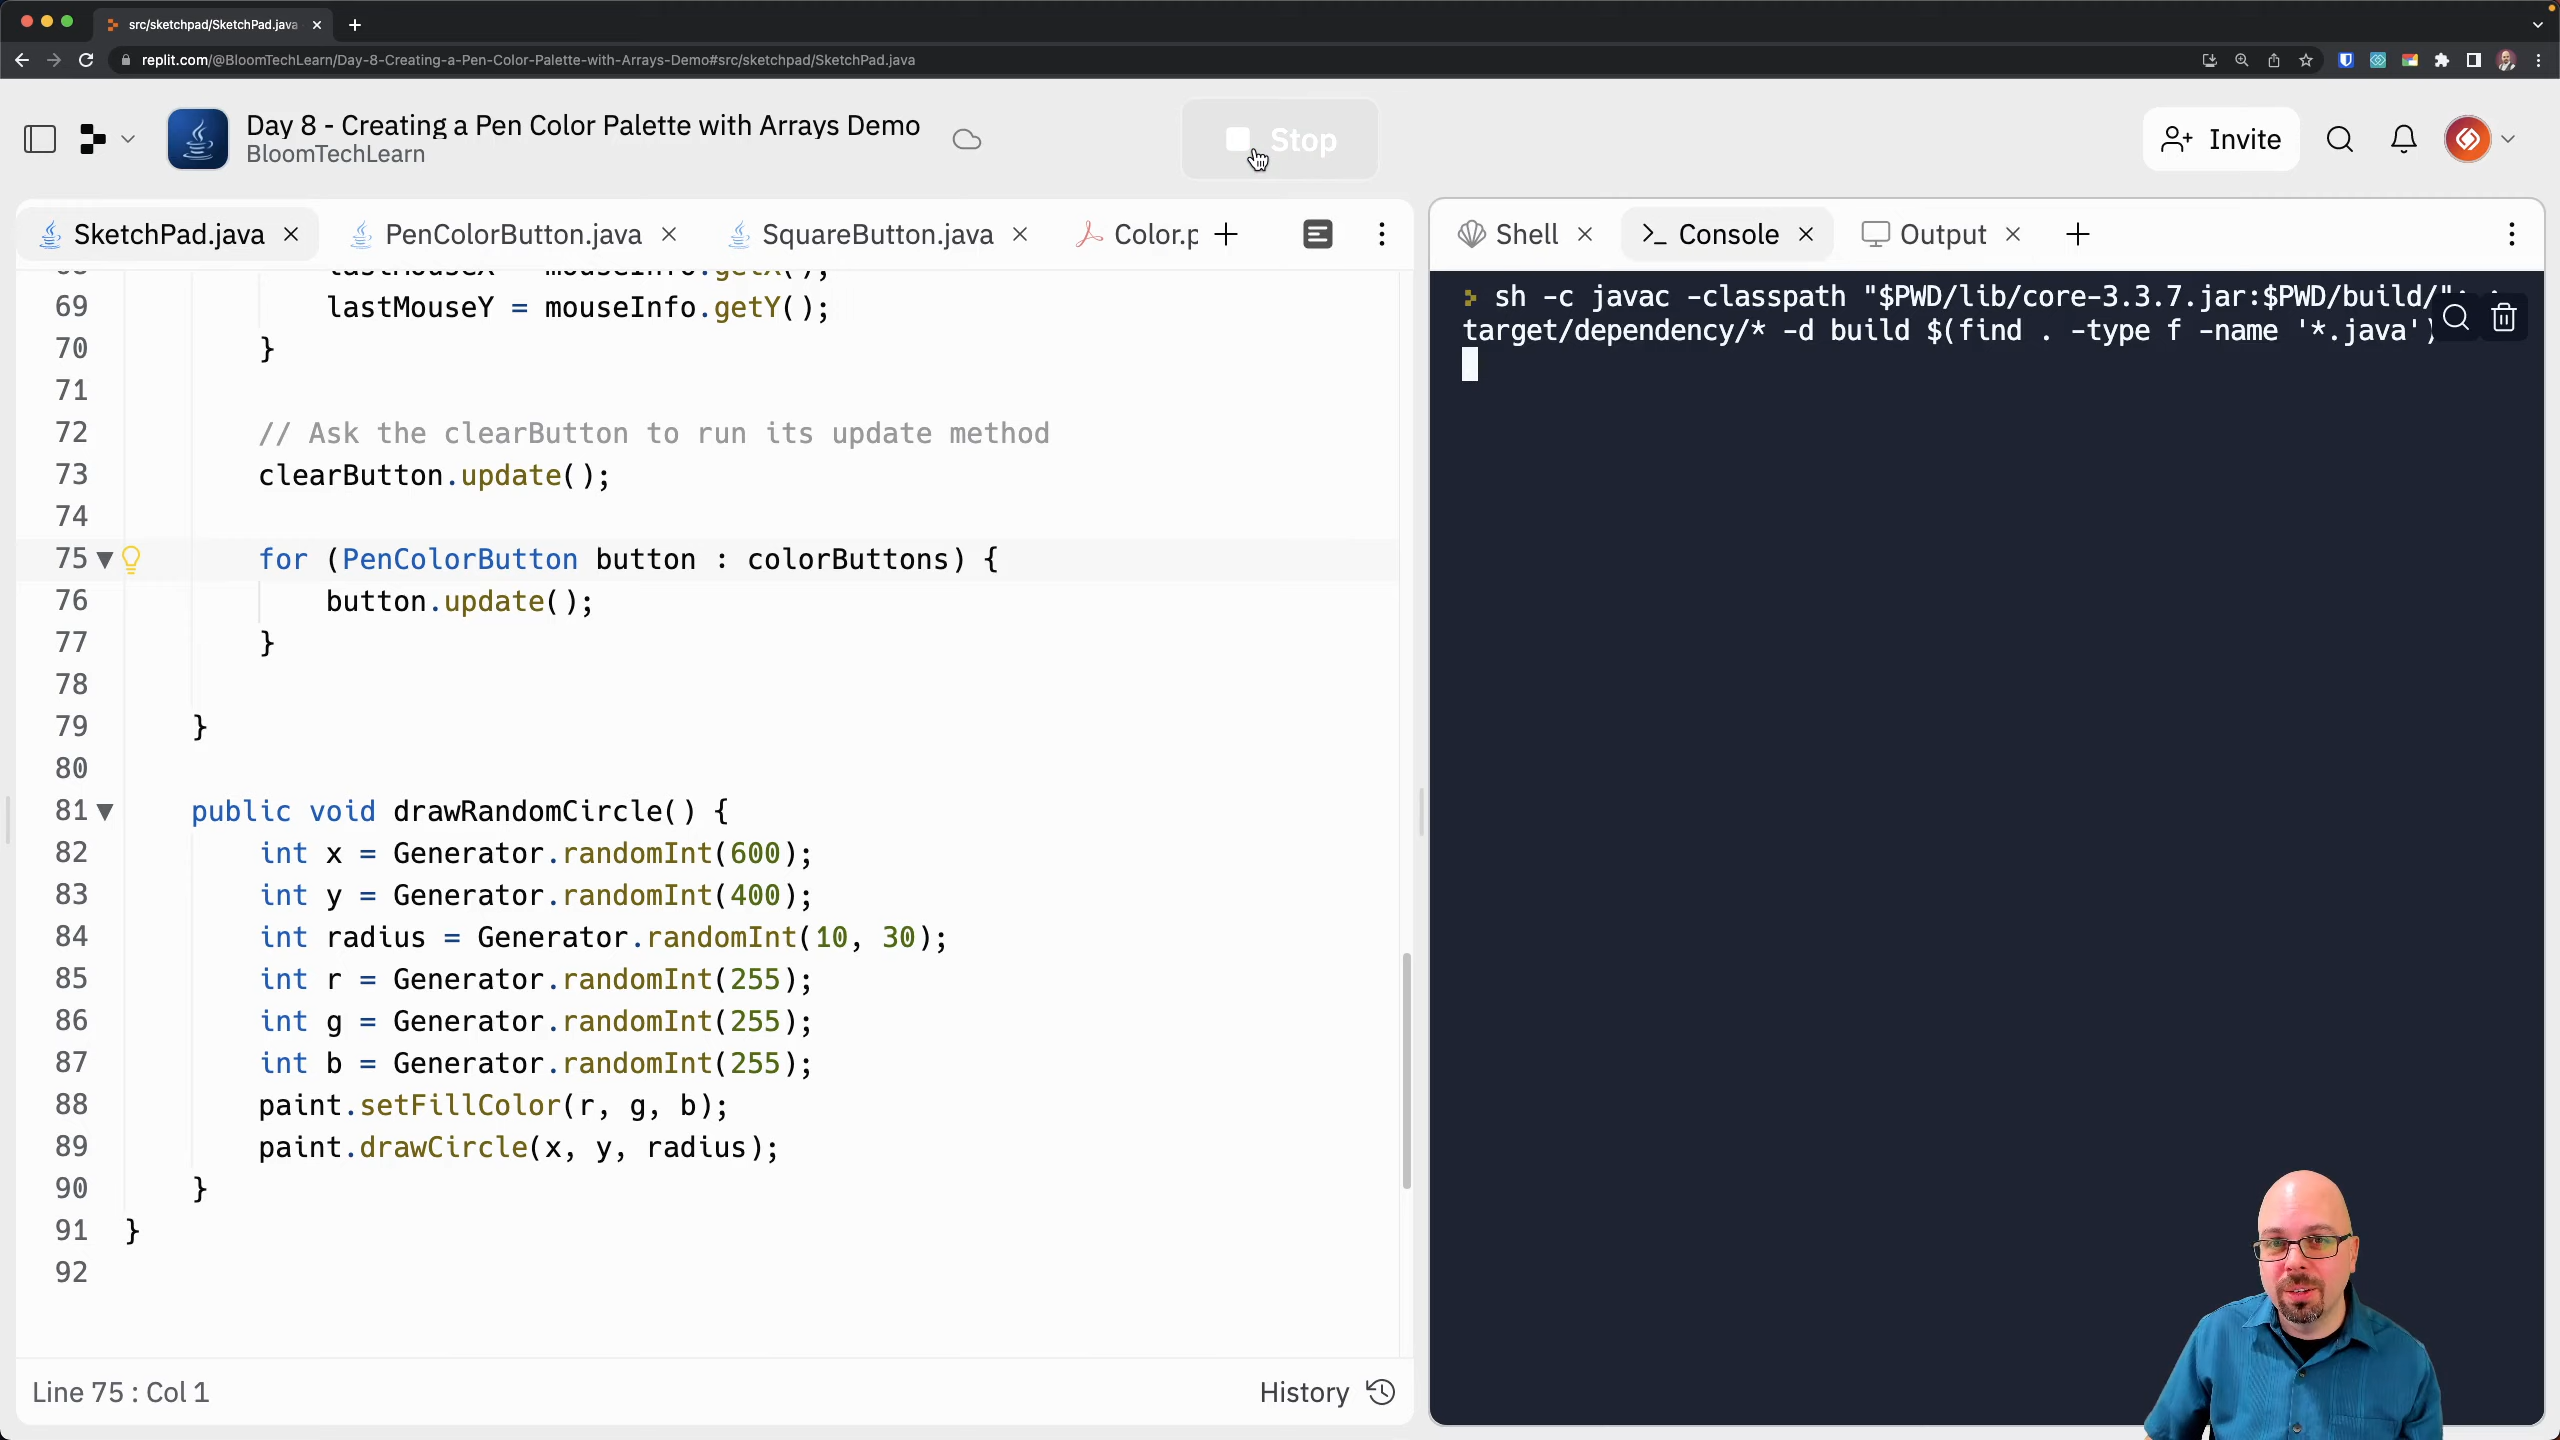 src/sketchpad/SketchPad.java
replit.com/@BloomTechLearn/Day-8-Creating-a-Pen-Color-Palette-with-Arrays-Demo#src/sketchpad/SketchPad.java
Day 8 - Creating a Pen Color Palette with Arrays Demo
BloomTechLearn
Stop
Invite
SketchPad.java
PenColorButton.java
SquareButton.java
Color.p
Shell
Console
Output
69 lastMouseY = mouseInfo.getY();
70 }
71
72 // Ask the clearButton to run its update method
73 clearButton.update();
74
75 for (PenColorButton button : colorButtons) {
76 button.update();
77 }
78
79 }
80
81 public void drawRandomCircle() {
82 int x = Generator.randomInt(600);
83 int y = Generator.randomInt(400);
84 int radius = Generator.randomInt(10, 30);
85 int r = Generator.randomInt(255);
86 int g = Generator.randomInt(255);
87 int b = Generator.randomInt(255);
88 paint.setFillColor(r, g, b);
89 paint.drawCircle(x, y, radius);
90 }
91 }
92
Line 75 : Col 1
History
sh -c javac -classpath "$PWD/lib/core-3.3.7.jar:$PWD/build/"
target/dependency/* -d build $(find . -type f -name '*.java')